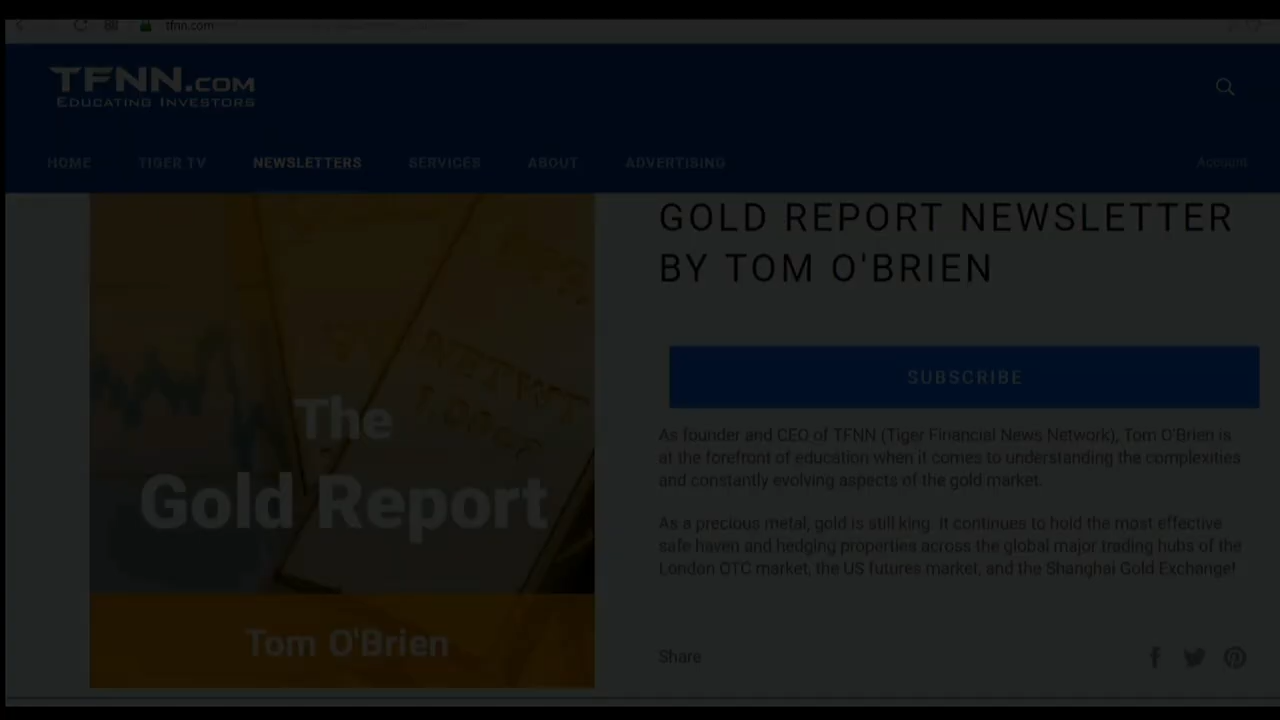 tfnn.com
TFNN.COM
EDUCATING INVESTORS
HOME TIGER TV NEWSLETTERS SERVICES ABOUT ADVERTISING Account
GOLD REPORT NEWSLETTER
BY TOM O'BRIEN
SUBSCRIBE
As founder and CEO of TFNN (Tiger Financial News Network), Tom O'Brien is
at the forefront of education when it comes to understanding the complexities
and constantly evolving aspects of the gold market.
As a precious metal, gold is still king. It continues to hold the most effective
safe haven and hedging properties across the global major trading hubs of the
London OTC market, the US futures market, and the Shanghai Gold Exchange!
Share
The
Gold Report
Tom O'Brien